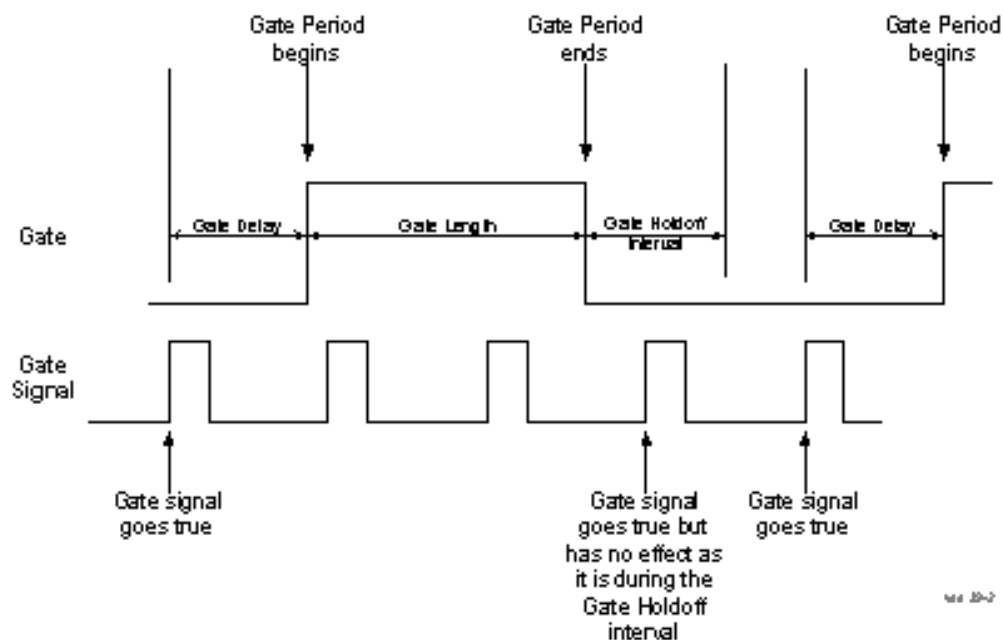 Gate Period
begins
Gate Period
ends
Gate Period
begins
Gate
Gate Delay
Gate Length
Gate Holdoff
Interval
Gate Delay
Gate
Signal
Gate signal
goes true
Gate signal
goes true but
has no effect as
it is during the
Gate Holdoff
interval
Gate signal
goes true